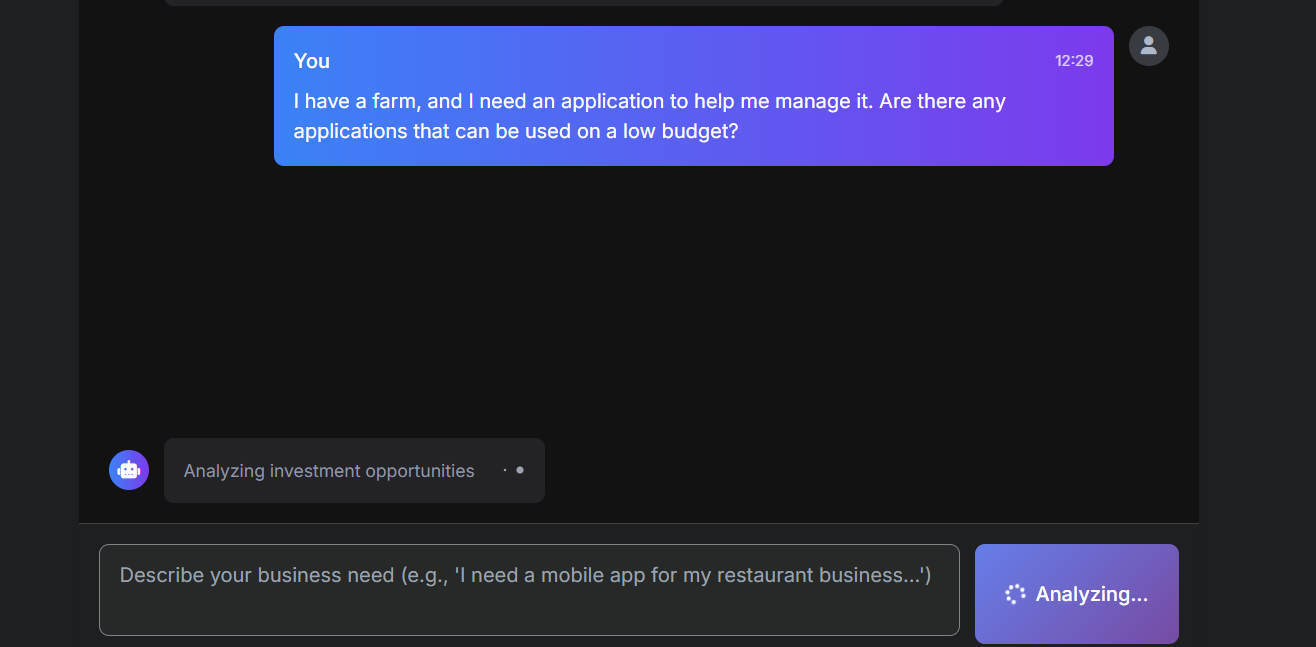 You
12:29
I have a farm, and I need an application to help me manage it. Are there any
applications that can be used on a low budget?
Analyzing investment opportunities
Describe your business need (e.g., 'I need a mobile app for my restaurant business...')
Analyzing...